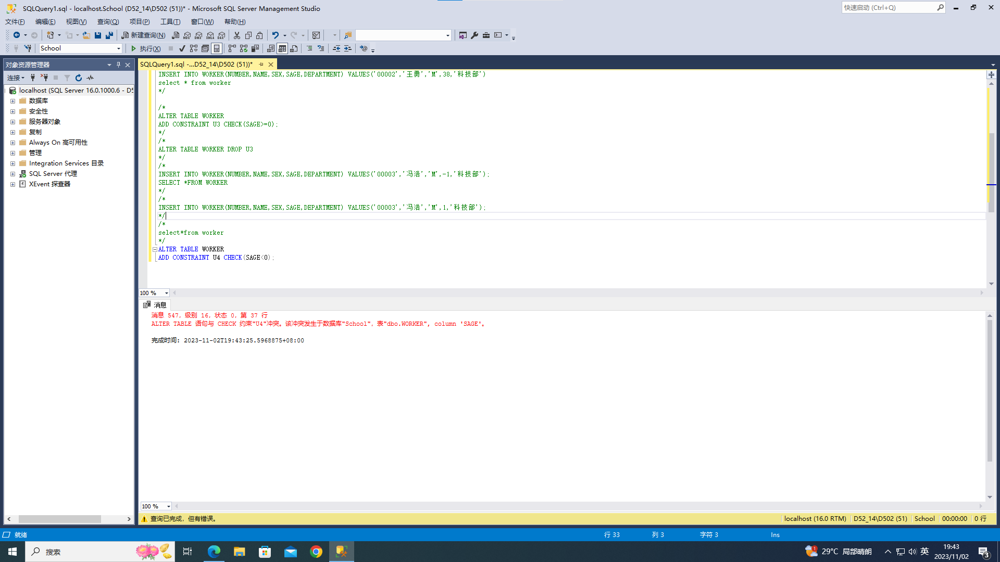 SQLQuery1.sql - localhost.School (D52_14\D502 (51))* - Microsoft SQL Server Management Studio
快速启动 (Ctrl+Q)
文件(F) 编辑(E) 视图(V) 查询(Q) 项目(P) 工具(T) 窗口(W) 帮助(H)
新建查询(N) MDX DMX XMLA DAX
School 执行(X)
对象资源管理器
连接
localhost (SQL Server 16.0.1000.6 - D5
数据库
安全性
服务器对象
复制
Always On 高可用性
管理
Integration Services 目录
SQL Server 代理
XEvent 探查器
SQLQuery1.sql -...D52_14\D502 (51))*
INSERT INTO WORKER(NUMBER,NAME,SEX,SAGE,DEPARTMENT) VALUES('00002','王勇','M',38,'科技部')
select * from worker
*/
/*
ALTER TABLE WORKER
ADD CONSTRAINT U3 CHECK(SAGE>=0);
*/
/*
ALTER TABLE WORKER DROP U3
*/
/*
INSERT INTO WORKER(NUMBER,NAME,SEX,SAGE,DEPARTMENT) VALUES('00003','冯浩','M',-1,'科技部');
SELECT *FROM WORKER
*/
/*
INSERT INTO WORKER(NUMBER,NAME,SEX,SAGE,DEPARTMENT) VALUES('00003','冯浩','M',1,'科技部');
*/
/*
select*from worker
*/
ALTER TABLE WORKER
ADD CONSTRAINT U4 CHECK(SAGE<0);
100 %
消息
消息 547，级别 16，状态 0，第 37 行
ALTER TABLE 语句与 CHECK 约束"U4"冲突。该冲突发生于数据库"School"，表"dbo.WORKER", column 'SAGE'。
完成时间: 2023-11-02T19:43:25.5968875+08:00
100 %
查询已完成，但有错误。
localhost (16.0 RTM) D52_14\D502 (51) School 00:00:00 0 行
就绪 行 33 列 3 字符 3 Ins
搜索
1 29°C 局部晴朗 英 19:43
2023/11/02 3